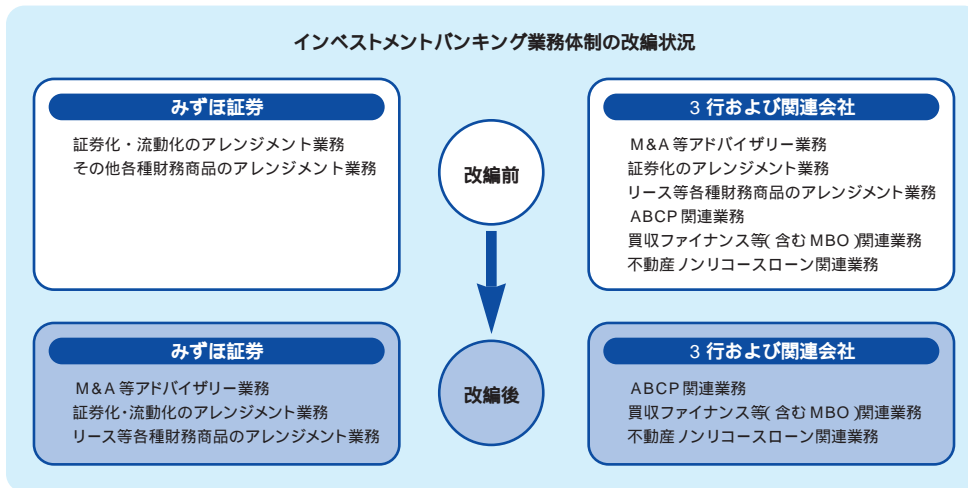 インベストメントバンキング業務体制の改編状況
みずほ証券
証券化・流動化のアレンジメント業務
その他各種財務商品のアレンジメント業務
改編前
3 行および関連会社
M&A 等アドバイザリー業務
証券化のアレンジメント業務
リース等各種財務商品のアレンジメント業務
ABCP 関連業務
買収ファイナンス等(含む MBO)関連業務
不動産ノンリコースローン関連業務
みずほ証券
M&A 等アドバイザリー業務
証券化・流動化のアレンジメント業務
リース等各種財務商品のアレンジメント業務
改編後
3 行および関連会社
ABCP 関連業務
買収ファイナンス等(含む MBO)関連業務
不動産ノンリコースローン関連業務